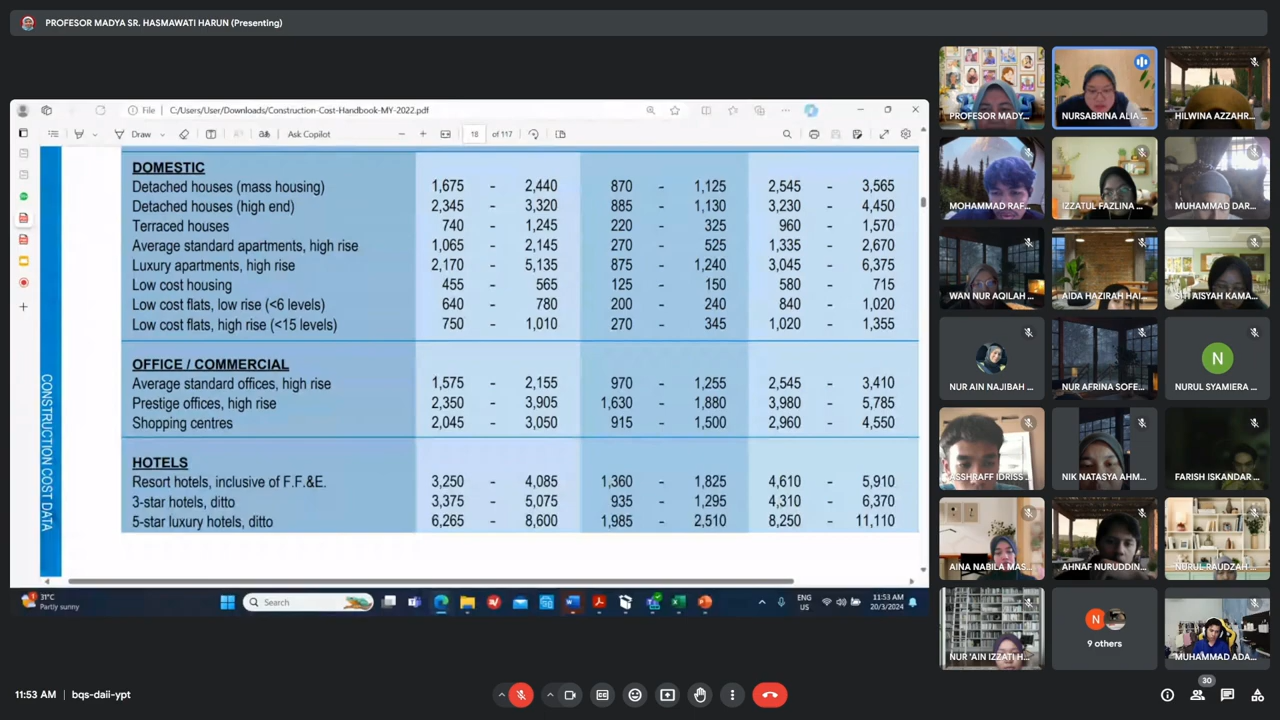 PROFESOR MADYA SR. HASMAWATI HARUN (Presenting)
File C:/Users/User/Downloads/Construction-Cost-Handbook-MY-2022.pdf
Draw Ask Copilot 18 of 117
CONSTRUCTION COST DATA
DOMESTIC
Detached houses (mass housing) 1,675 - 2,440 870 - 1,125 2,545 - 3,565
Detached houses (high end) 2,345 - 3,320 885 - 1,130 3,230 - 4,450
Terraced houses 740 - 1,245 220 - 325 960 - 1,570
Average standard apartments, high rise 1,065 - 2,145 270 - 525 1,335 - 2,670
Luxury apartments, high rise 2,170 - 5,135 875 - 1,240 3,045 - 6,375
Low cost housing 455 - 565 125 - 150 580 - 715
Low cost flats, low rise (<6 levels) 640 - 780 200 - 240 840 - 1,020
Low cost flats, high rise (<15 levels) 750 - 1,010 270 - 345 1,020 - 1,355
OFFICE / COMMERCIAL
Average standard offices, high rise 1,575 - 2,155 970 - 1,255 2,545 - 3,410
Prestige offices, high rise 2,350 - 3,905 1,630 - 1,880 3,980 - 5,785
Shopping centres 2,045 - 3,050 915 - 1,500 2,960 - 4,550
HOTELS
Resort hotels, inclusive of F.F.&E. 3,250 - 4,085 1,360 - 1,825 4,610 - 5,910
3-star hotels, ditto 3,375 - 5,075 935 - 1,295 4,310 - 6,370
5-star luxury hotels, ditto 6,265 - 8,600 1,985 - 2,510 8,250 - 11,110
31°C
Partly sunny
Search
ENG
US
11:53 AM
20/3/2024
PROFESOR MADY...
NURSABRINA ALIA ...
HILWINA AZZAHR...
MOHAMMAD RAF...
IZZATUL FAZLINA ...
MUHAMMAD DAR...
WAN NUR AQILAH ...
AIDA HAZIRAH HAI...
SITI AISYAH KAMA...
NUR AIN NAJIBAH ...
NUR AFRINA SOFE...
N
NURUL SYAMIERA ...
ASSHRAFF IDRISS ...
NIK NATASYA AHM...
FARISH ISKANDAR ...
AINA NABILA MAS...
AHNAF NURUDDIN...
NURUL RAUDZAH ...
NUR 'AIN IZZATI H...
N
9 others
MUHAMMAD ADA...
11:53 AM | bqs-daii-ypt
30